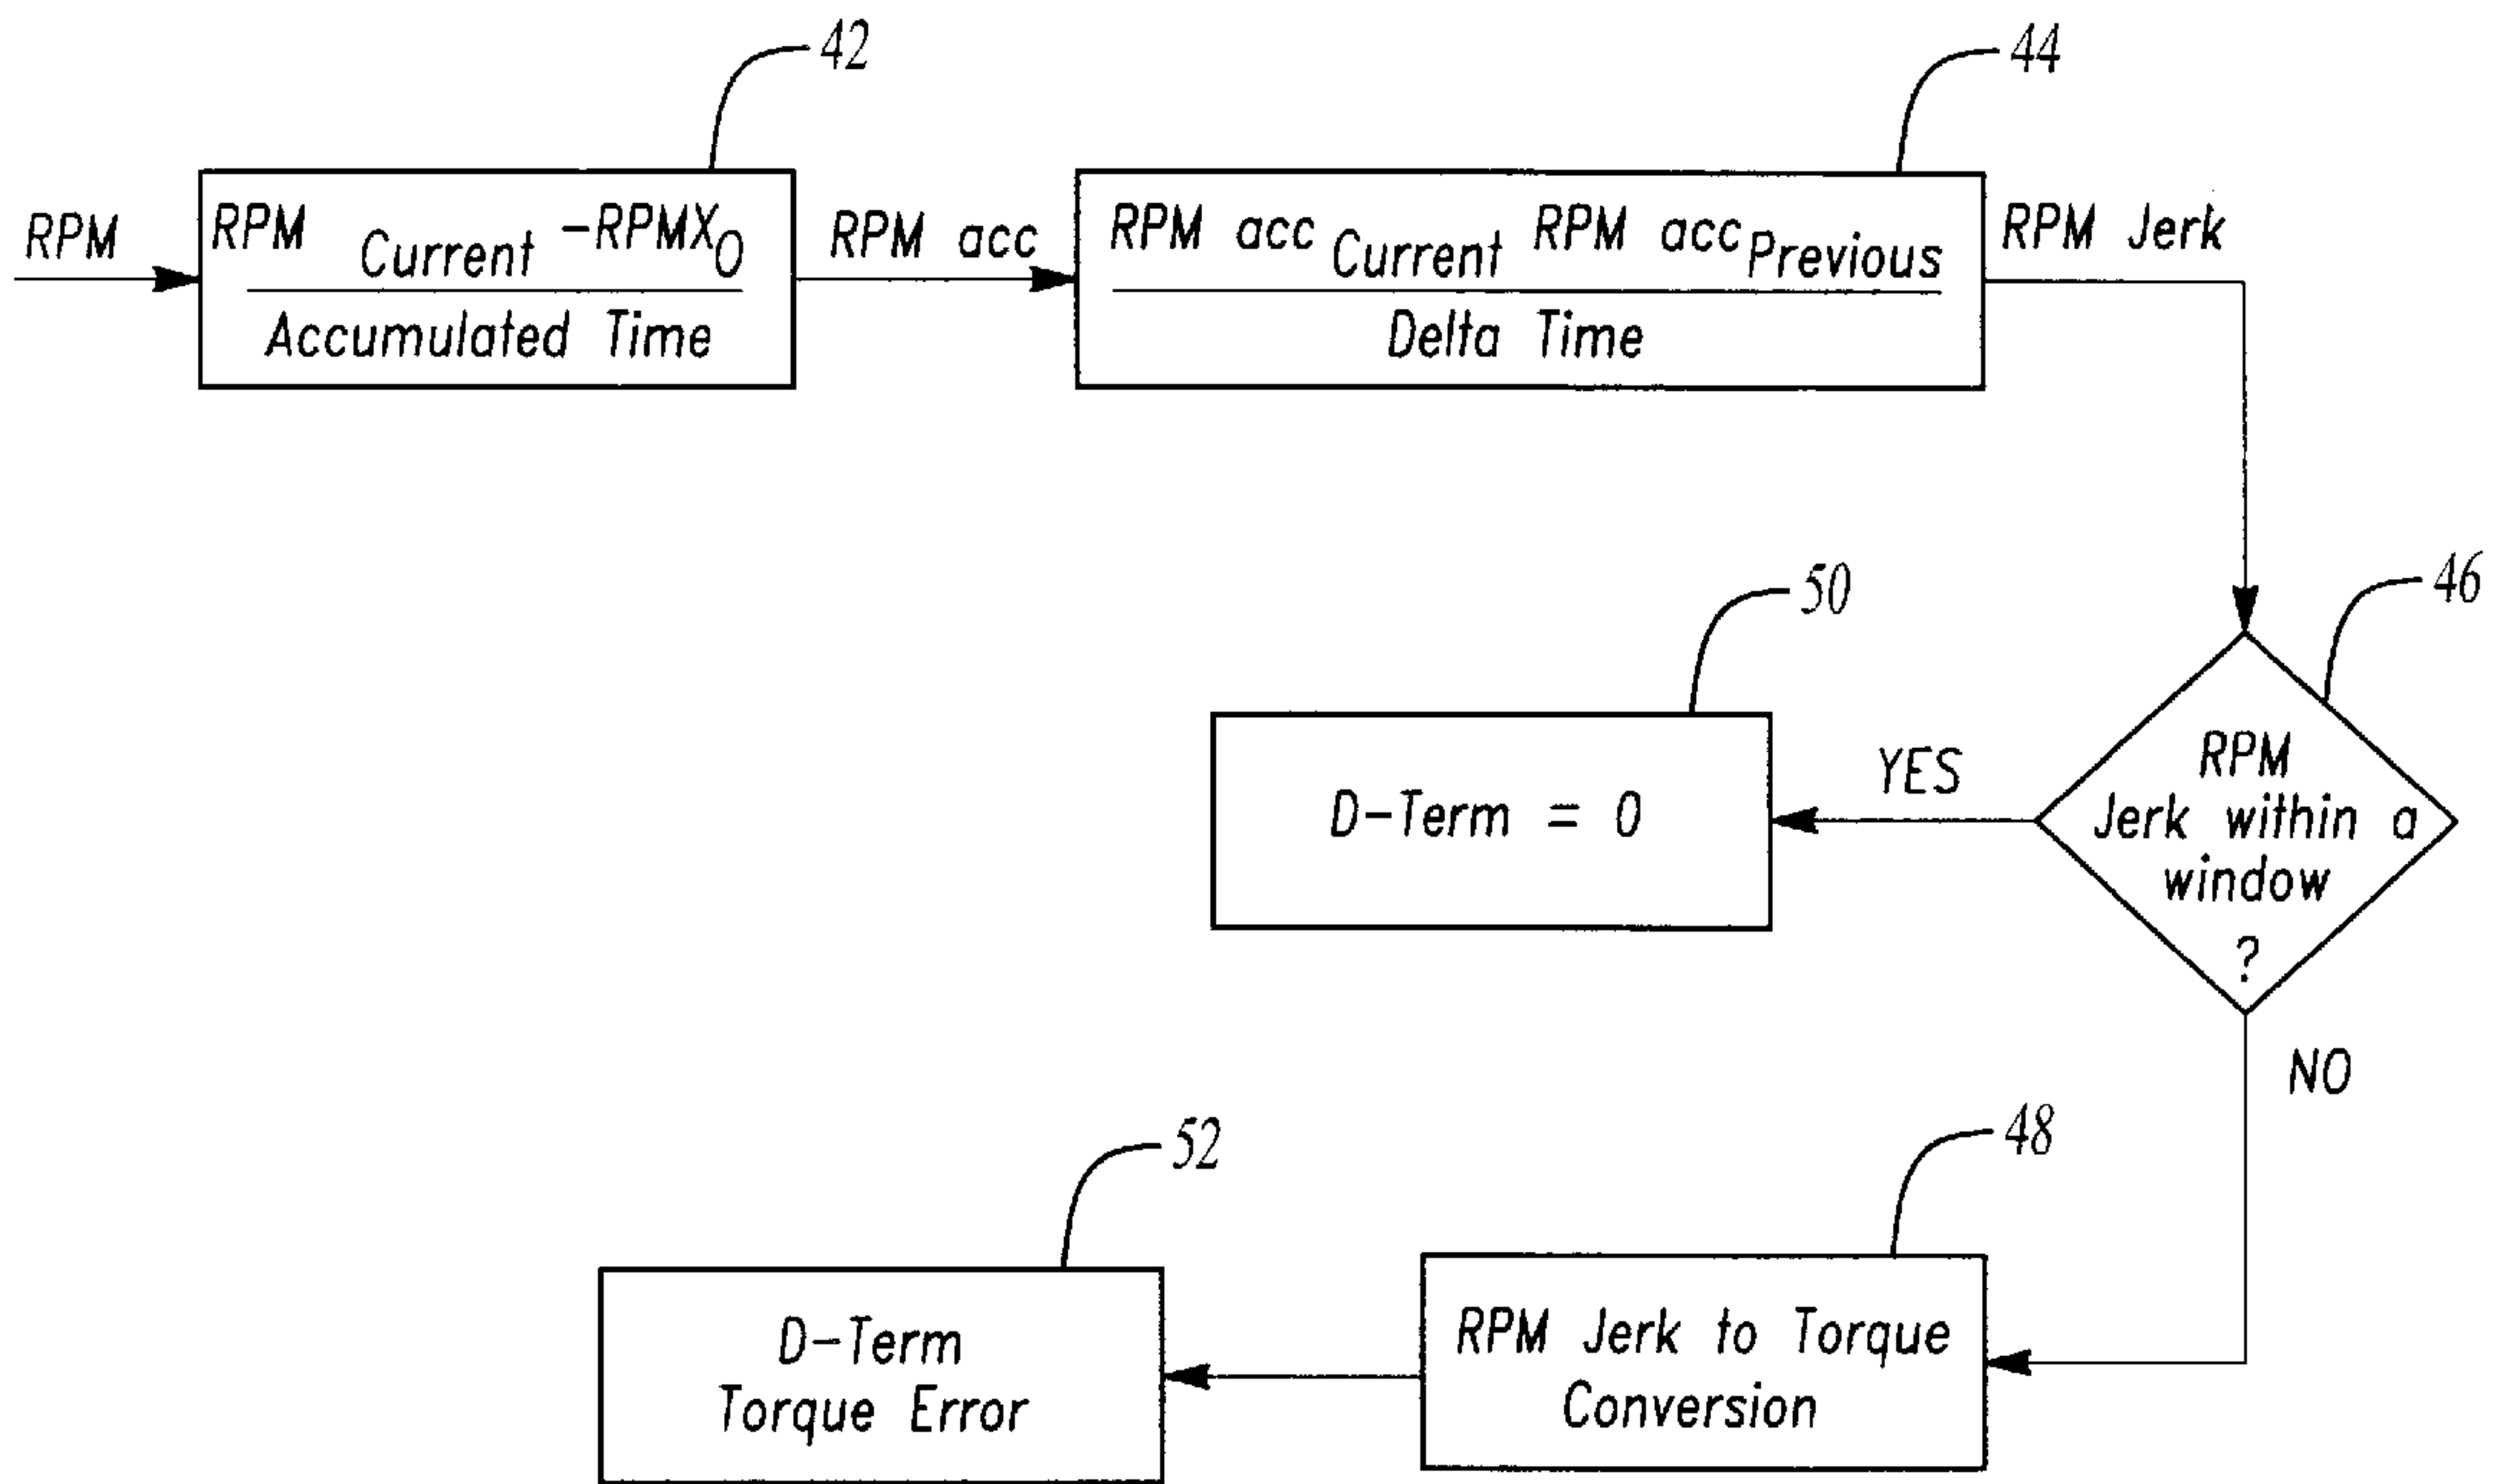 42
44
RPM
RPM Current -RPMX0
Accumulated Time
RPM acc
RPM acc Current RPM acc Previous
Delta Time
RPM Jerk
50
46
D-Term = 0
YES
RPM
Jerk within a
window
?
NO
52
48
D-Term
Torque Error
RPM Jerk to Torque
Conversion